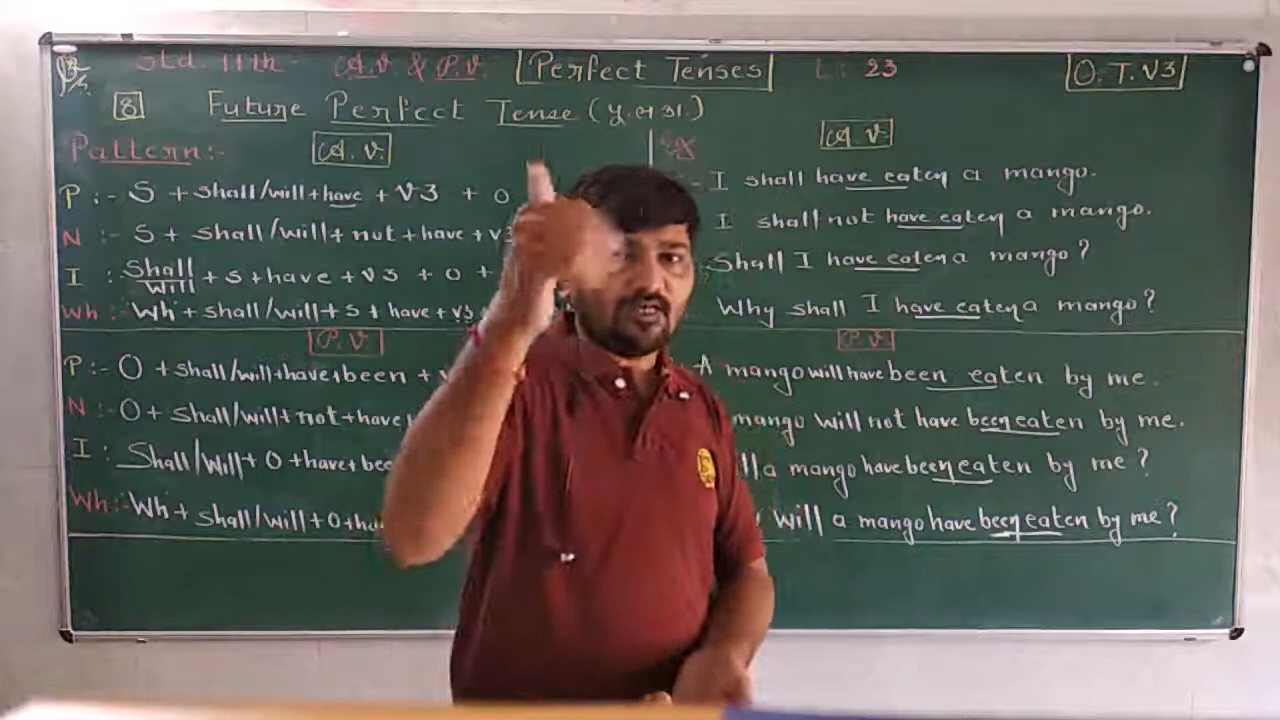 Std. 11th - A.V. & P.V. Perfect Tenses L: 23 O.T.V3
8 Future Perfect Tense (પૂ.ભ.કા.)
Pattern:- A.V.
P :- S + shall/will + have + V3 + O
N :- S + shall/will + not + have + V3
I : Shall/Will + S + have + V3 + O +
Wh :- Wh + shall/will + S + have + V3
P.V.
P :- O + shall/will + have + been +
N :- O + shall/will + not + have
I : Shall/Will + O + have + bee
Wh :- Wh + shall/will + O + ha
Ex A.V.
- I shall have eaten a mango.
I shall not have eaten a mango.
Shall I have eaten a mango?
Why shall I have eaten a mango?
P.V.
A mango will have been eaten by me.
mango will not have been eaten by me.
ll a mango have been eaten by me?
will a mango have been eaten by me?